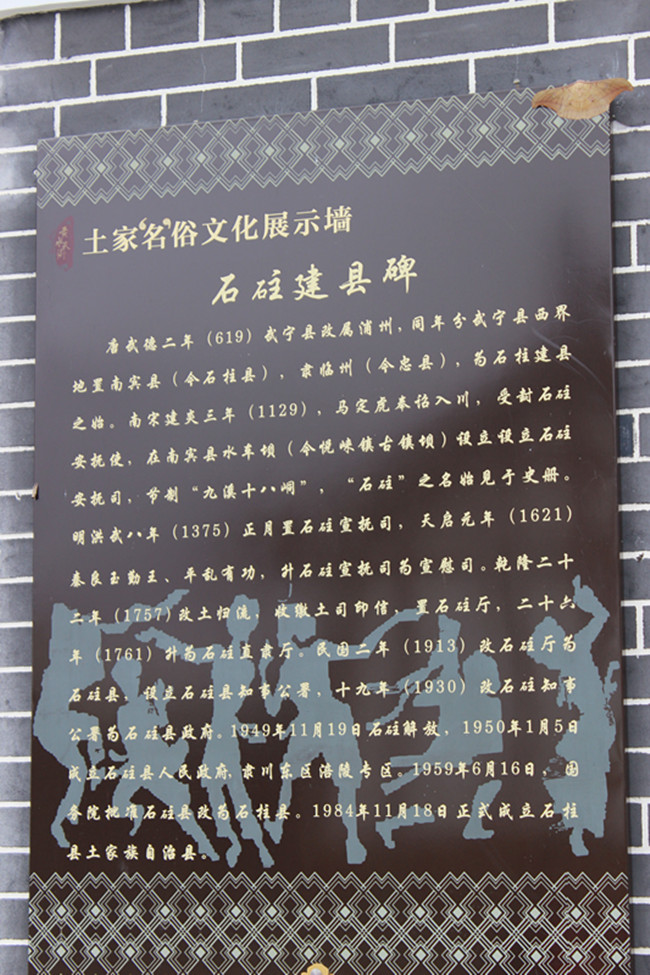 土家“名”俗文化展示墙
石砫建县碑
唐武德二年（619）武宁县改属浦州，同年分武宁县西界
地置南宾县（今石柱县），隶临州（今忠县），为石柱建县
之始。南宋建炎三年（1129），马定虎奉诏入川，受封石砫
安抚使，在南宾县水车坝（今悦崃镇古镇坝）设立设立石砫
安抚司，节制“九溪十八峒”，“石砫”之名始见于史册。
明洪武八年（1375）正月置石砫宣抚司，天启元年（1621）
秦良玉勤王、平乱有功，升石砫宣抚司为宣慰司。乾隆二十
二年（1757）改土归流，收缴土司印信、置石砫厅，二十六
年（1761）升为石砫直隶厅。民国二年（1913）改石砫厅为
石砫县、设立石砫县知事公署，十九年（1930）改石砫知事
公署为石砫县政府。1949年11月19日石砫解放，1950年1月5日
成立石砫县人民政府，隶川东区涪陵专区。1959年6月16日，国
务院批准石砫县改为石柱县。1984年11月18日正式成立石柱
县土家族自治县。